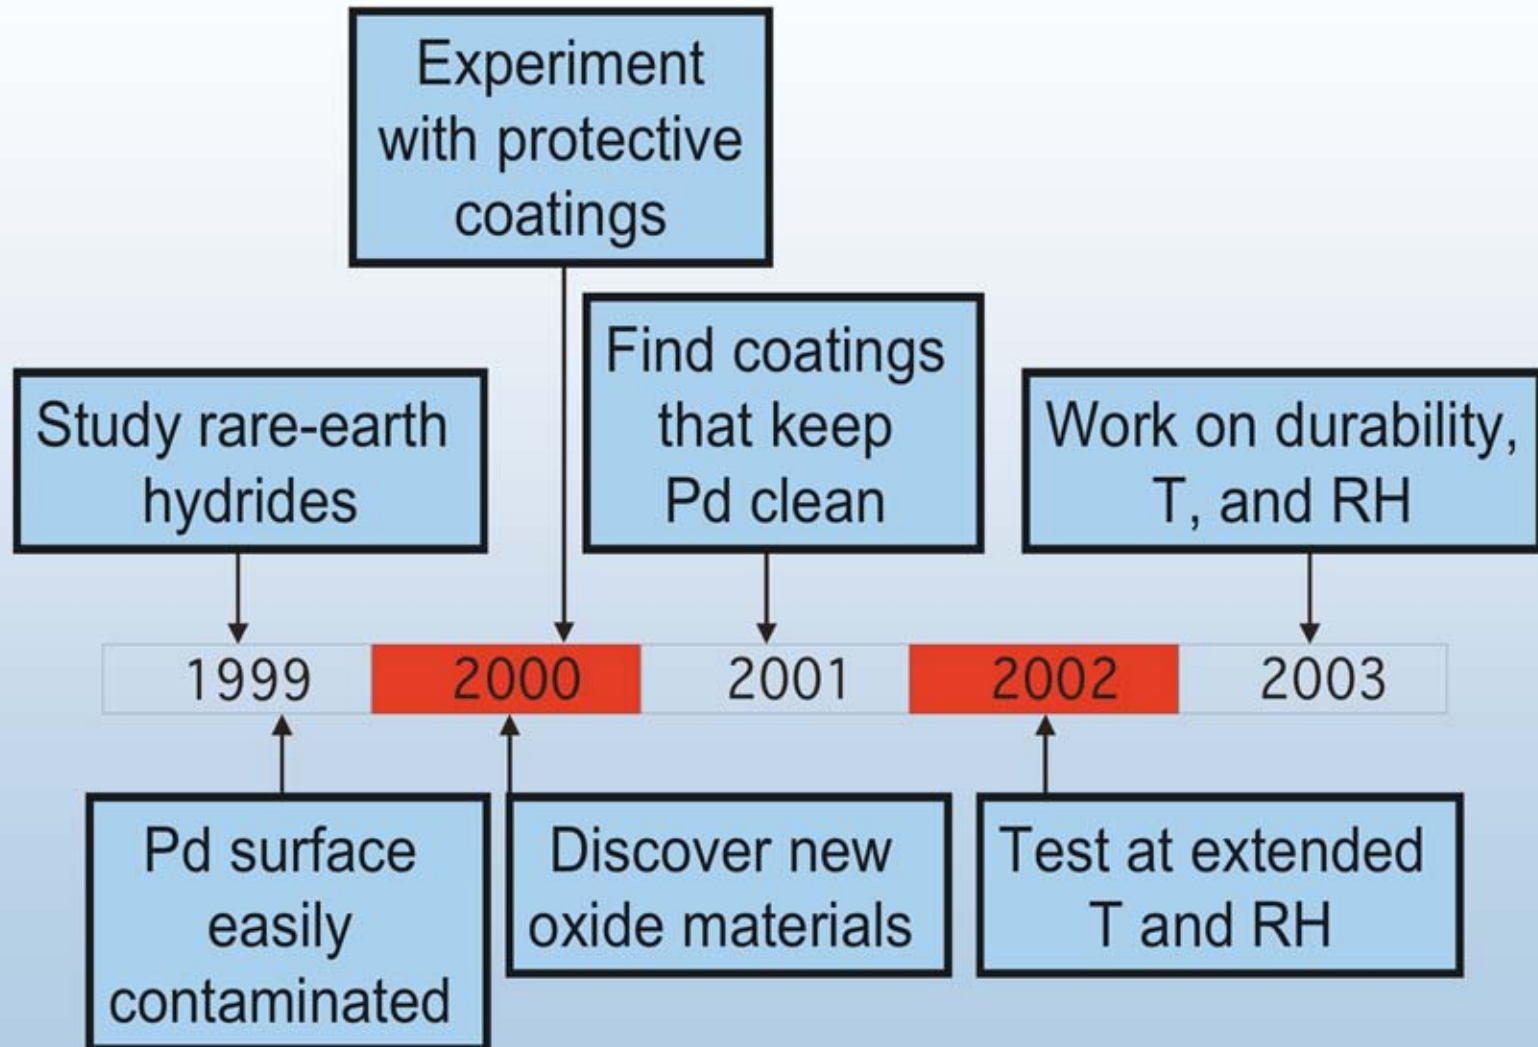 Experiment
with protective
coatings
Find coatings
that keep
Pd clean
Study rare-earth
hydrides
Work on durability,
T, and RH
1999
2000
2001
2002
2003
Pd surface
easily
contaminated
Discover new
oxide materials
Test at extended
T and RH